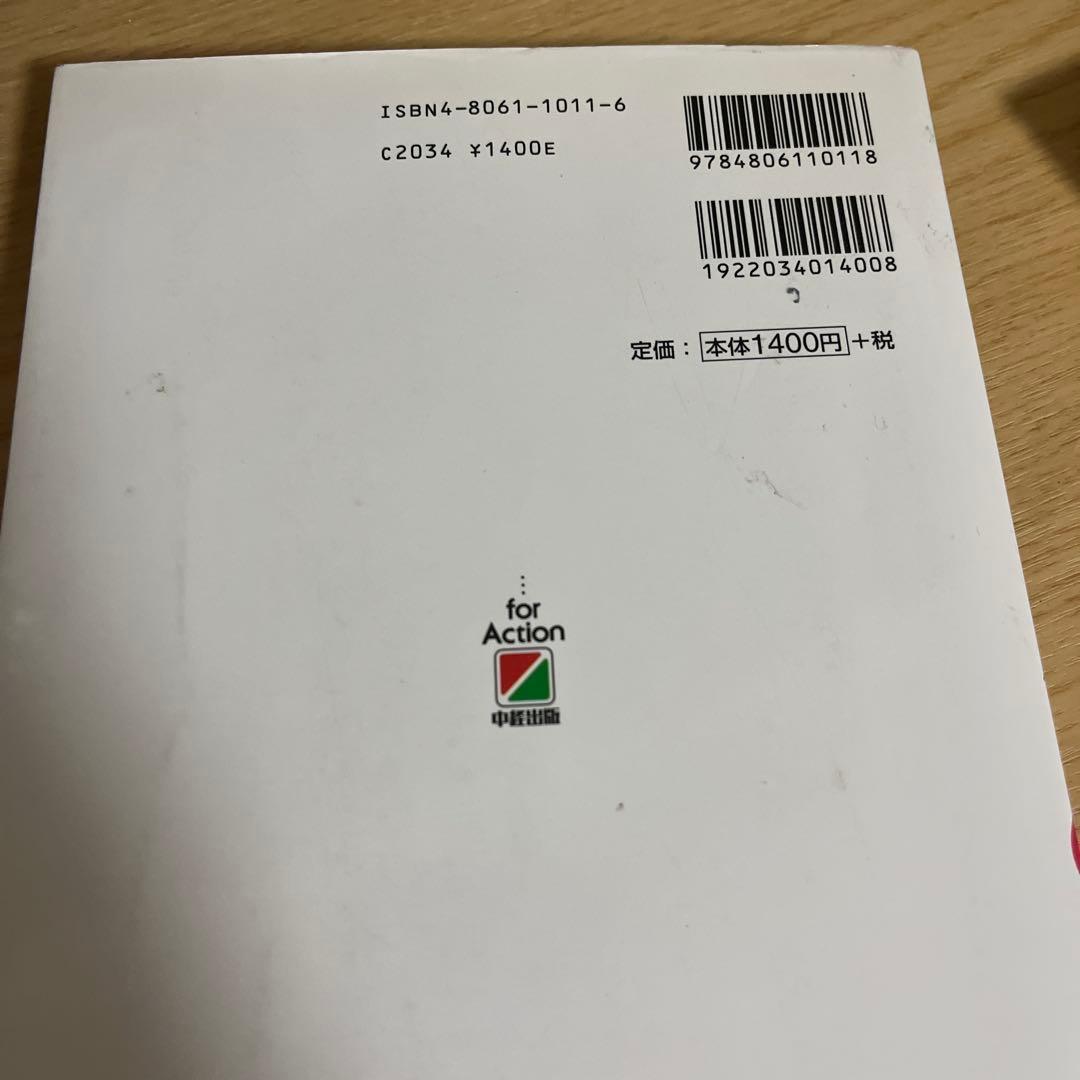 ISBN4-8061-1011-6
C2034 ¥1400E
9784806110118
1922034014008
定価：本体1400円+税
for
Action
中経出版